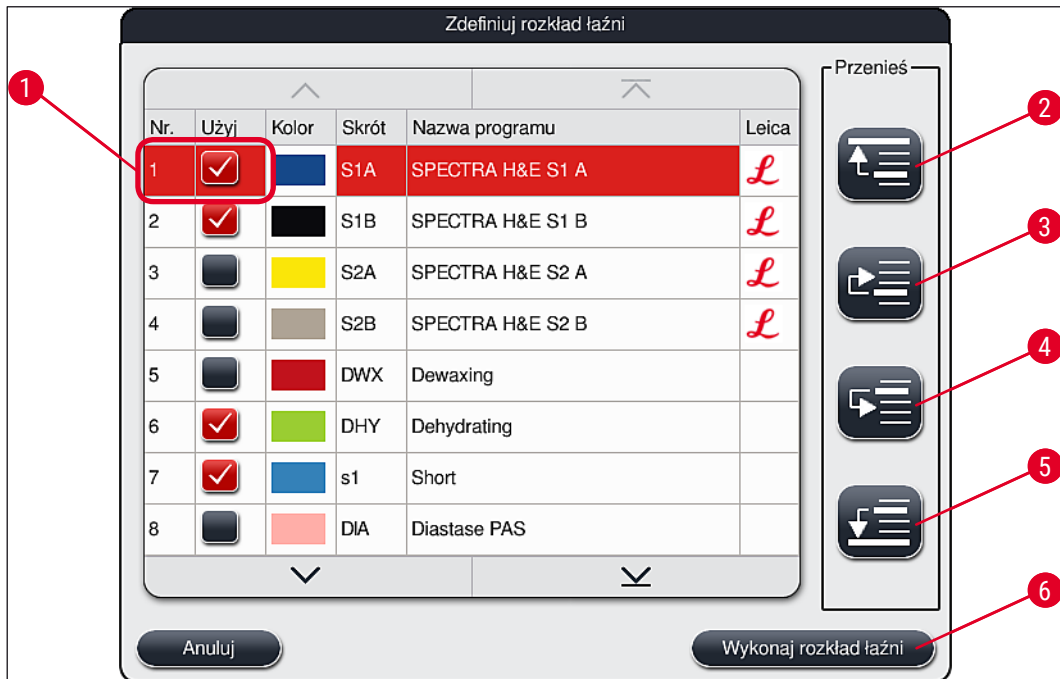 Zdefiniuj rozkład łaźni
Przenieś
Nr. Użyj Kolor Skrót Nazwa programu Leica
1 S1A SPECTRA H&E S1 A L
2 S1B SPECTRA H&E S1 B L
3 S2A SPECTRA H&E S2 A L
4 S2B SPECTRA H&E S2 B L
5 DWX Dewaxing
6 DHY Dehydrating
7 s1 Short
8 DIA Diastase PAS
Anuluj
Wykonaj rozkład łaźni
1
2
3
4
5
6